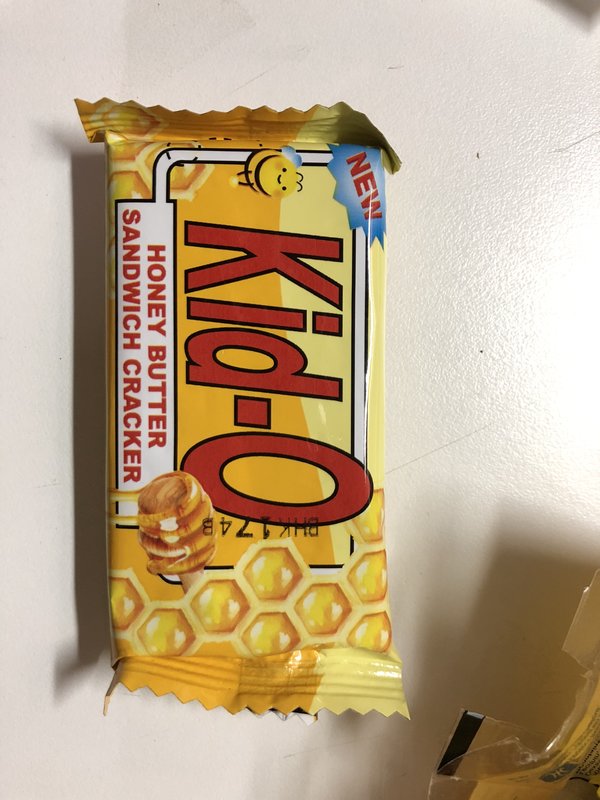 NEW
Kid-O
HONEY BUTTER
SANDWICH CRACKER
BHK174B